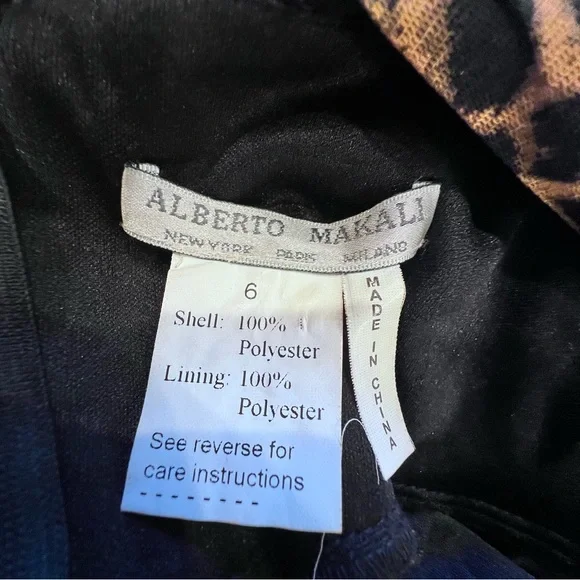 ALBERTO MAKALI
NEW YORK PARIS MILANO
6
Shell: 100%
Polyester
Lining: 100%
Polyester
See reverse for
care instructions
- - - - - - - -
MADE IN CHINA